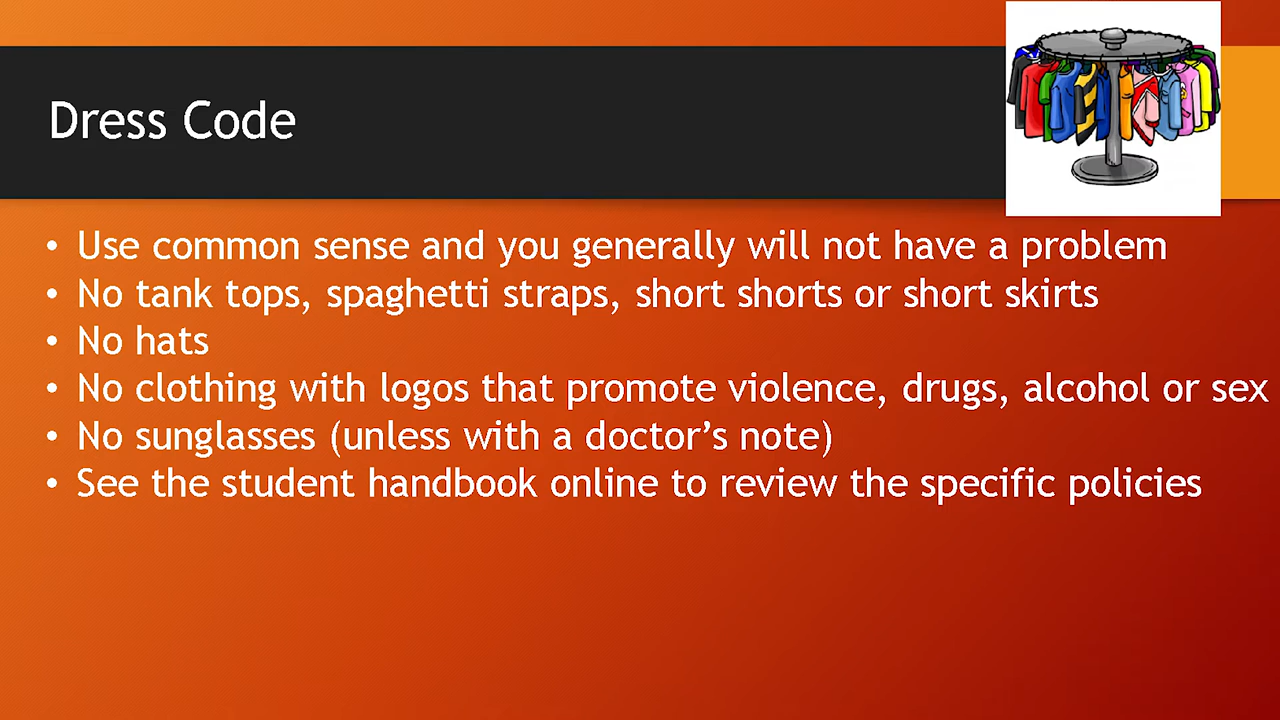 Dress Code
• Use common sense and you generally will not have a problem
• No tank tops, spaghetti straps, short shorts or short skirts
• No hats
• No clothing with logos that promote violence, drugs, alcohol or sex
• No sunglasses (unless with a doctor’s note)
• See the student handbook online to review the specific policies